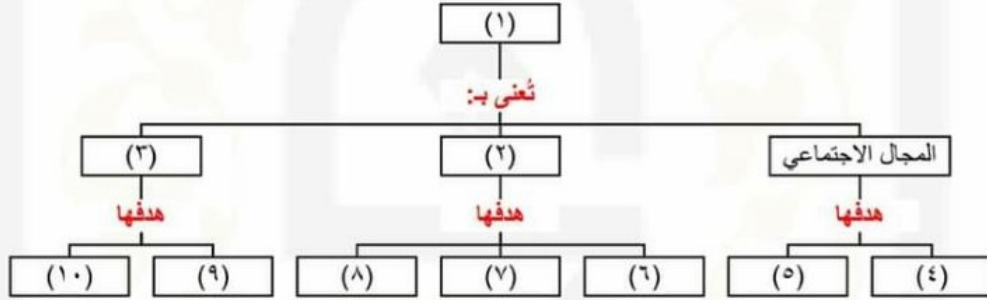 (١)
تُعنى بـ:
المجال الاجتماعي (٢) (٣)
هدفها هدفها هدفها
(٤) (٥) (٦) (٧) (٨) (٩) (١٠)